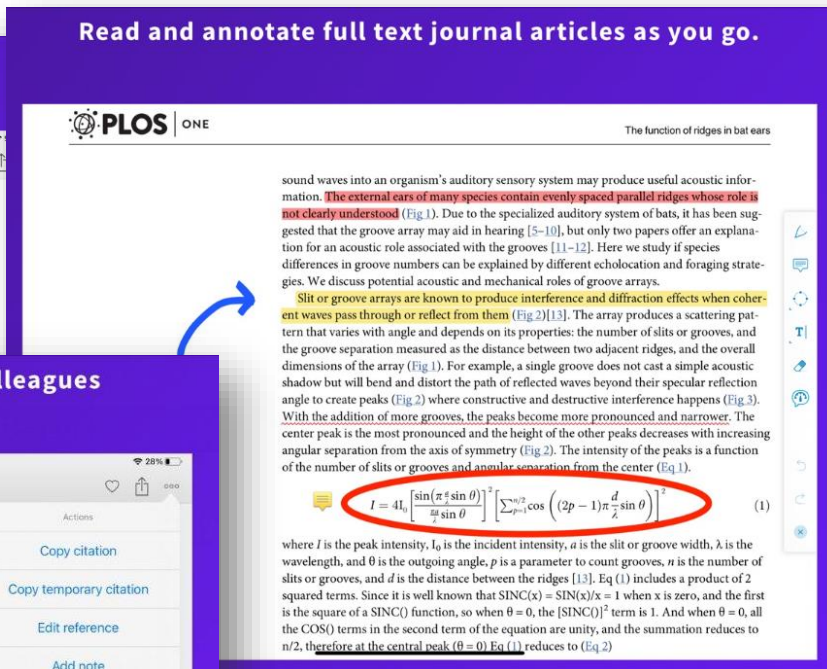 Read and annotate full text journal articles as you go.
PLOS ONE
The function of ridges in bat ears
sound waves into an organism's auditory sensory system may produce useful acoustic infor-
mation. The external ears of many species contain evenly spaced parallel ridges whose role is
not clearly understood (Fig 1). Due to the specialized auditory system of bats, it has been sug-
gested that the groove array may aid in hearing [5–10], but only two papers offer an explana-
tion for an acoustic role associated with the grooves [11–12]. Here we study if species
differences in groove numbers can be explained by different echolocation and foraging strate-
gies. We discuss potential acoustic and mechanical roles of groove arrays.
Slit or groove arrays are known to produce interference and diffraction effects when coher-
ent waves pass through or reflect from them (Fig 2)[13]. The array produces a scattering pat-
tern that varies with angle and depends on its properties: the number of slits or grooves, and
the groove separation measured as the distance between two adjacent ridges, and the overall
dimensions of the array (Fig 1). For example, a single groove does not cast a simple acoustic
shadow but will bend and distort the path of reflected waves beyond their specular reflection
angle to create peaks (Fig 2) where constructive and destructive interference happens (Fig 3).
With the addition of more grooves, the peaks become more pronounced and narrower. The
center peak is the most pronounced and the height of the other peaks decreases with increasing
angular separation from the axis of symmetry (Fig 2). The intensity of the peaks is a function
of the number of slits or grooves and angular separation from the center (Eq 1).
I = 4I₀ [sin(π a/λ sin θ) / (πa/λ sin θ)]² [∑ₚ₌₁ⁿᐟ² cos ((2p − 1)π d/λ sin θ)]² (1)
where I is the peak intensity, I₀ is the incident intensity, a is the slit or groove width, λ is the
wavelength, and θ is the outgoing angle, p is a parameter to count grooves, n is the number of
slits or grooves, and d is the distance between the ridges [13]. Eq (1) includes a product of 2
squared terms. Since it is well known that SINC(x) = SIN(x)/x = 1 when x is zero, and the first
is the square of a SINC() function, so when θ = 0, the [SINC()]² term is 1. And when θ = 0, all
the COS() terms in the second term of the equation are unity, and the summation reduces to
n/2, therefore at the central peak (θ = 0) Eq (1) reduces to (Eq 2)
T
lleagues
28%
Actions
Copy citation
Copy temporary citation
Edit reference
Add note